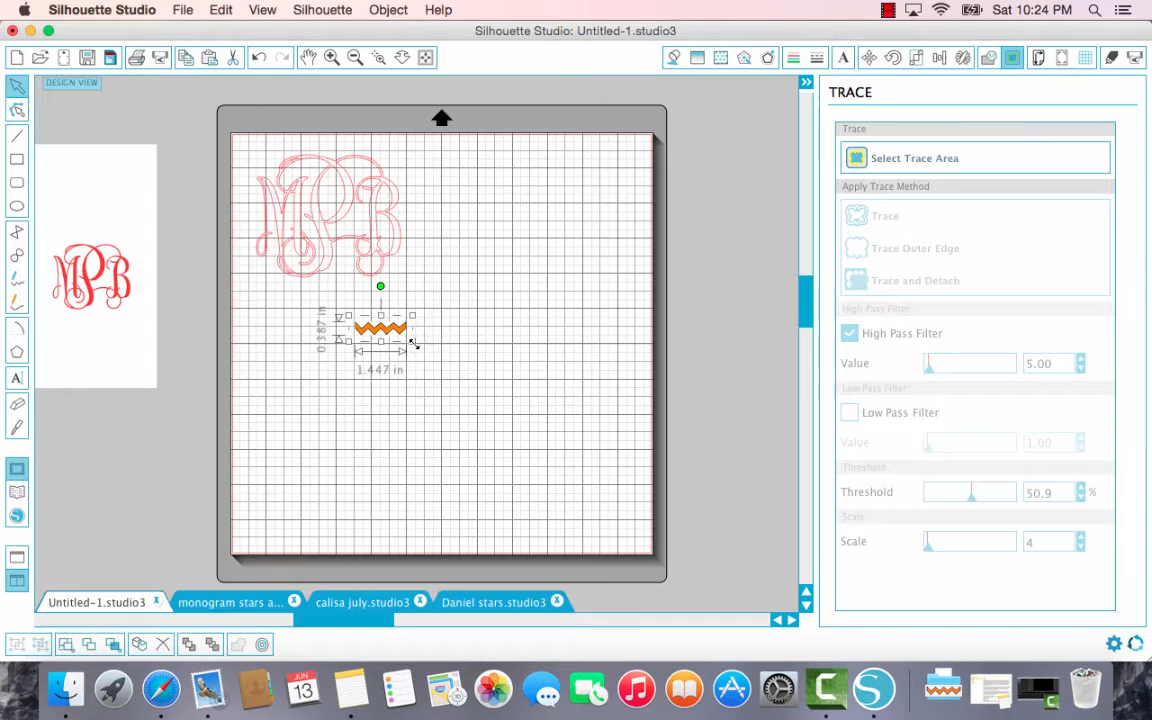 Silhouette Studio File Edit View Silhouette Object Help Sat 10:24 PM
Silhouette Studio: Untitled-1.studio3
DESIGN VIEW
MPB
MPB
0.387 in
1.447 in
TRACE
Trace
Select Trace Area
Apply Trace Method
Trace
Trace Outer Edge
Trace and Detach
High Pass Filter
High Pass Filter
Value 5.00
Low Pass Filter
Low Pass Filter
Value 1.00
Threshold
Threshold 50.9 %
Scale
Scale 4
Untitled-1.studio3 monogram stars a... calisa july.studio3 Daniel stars.studio3
JUN
13